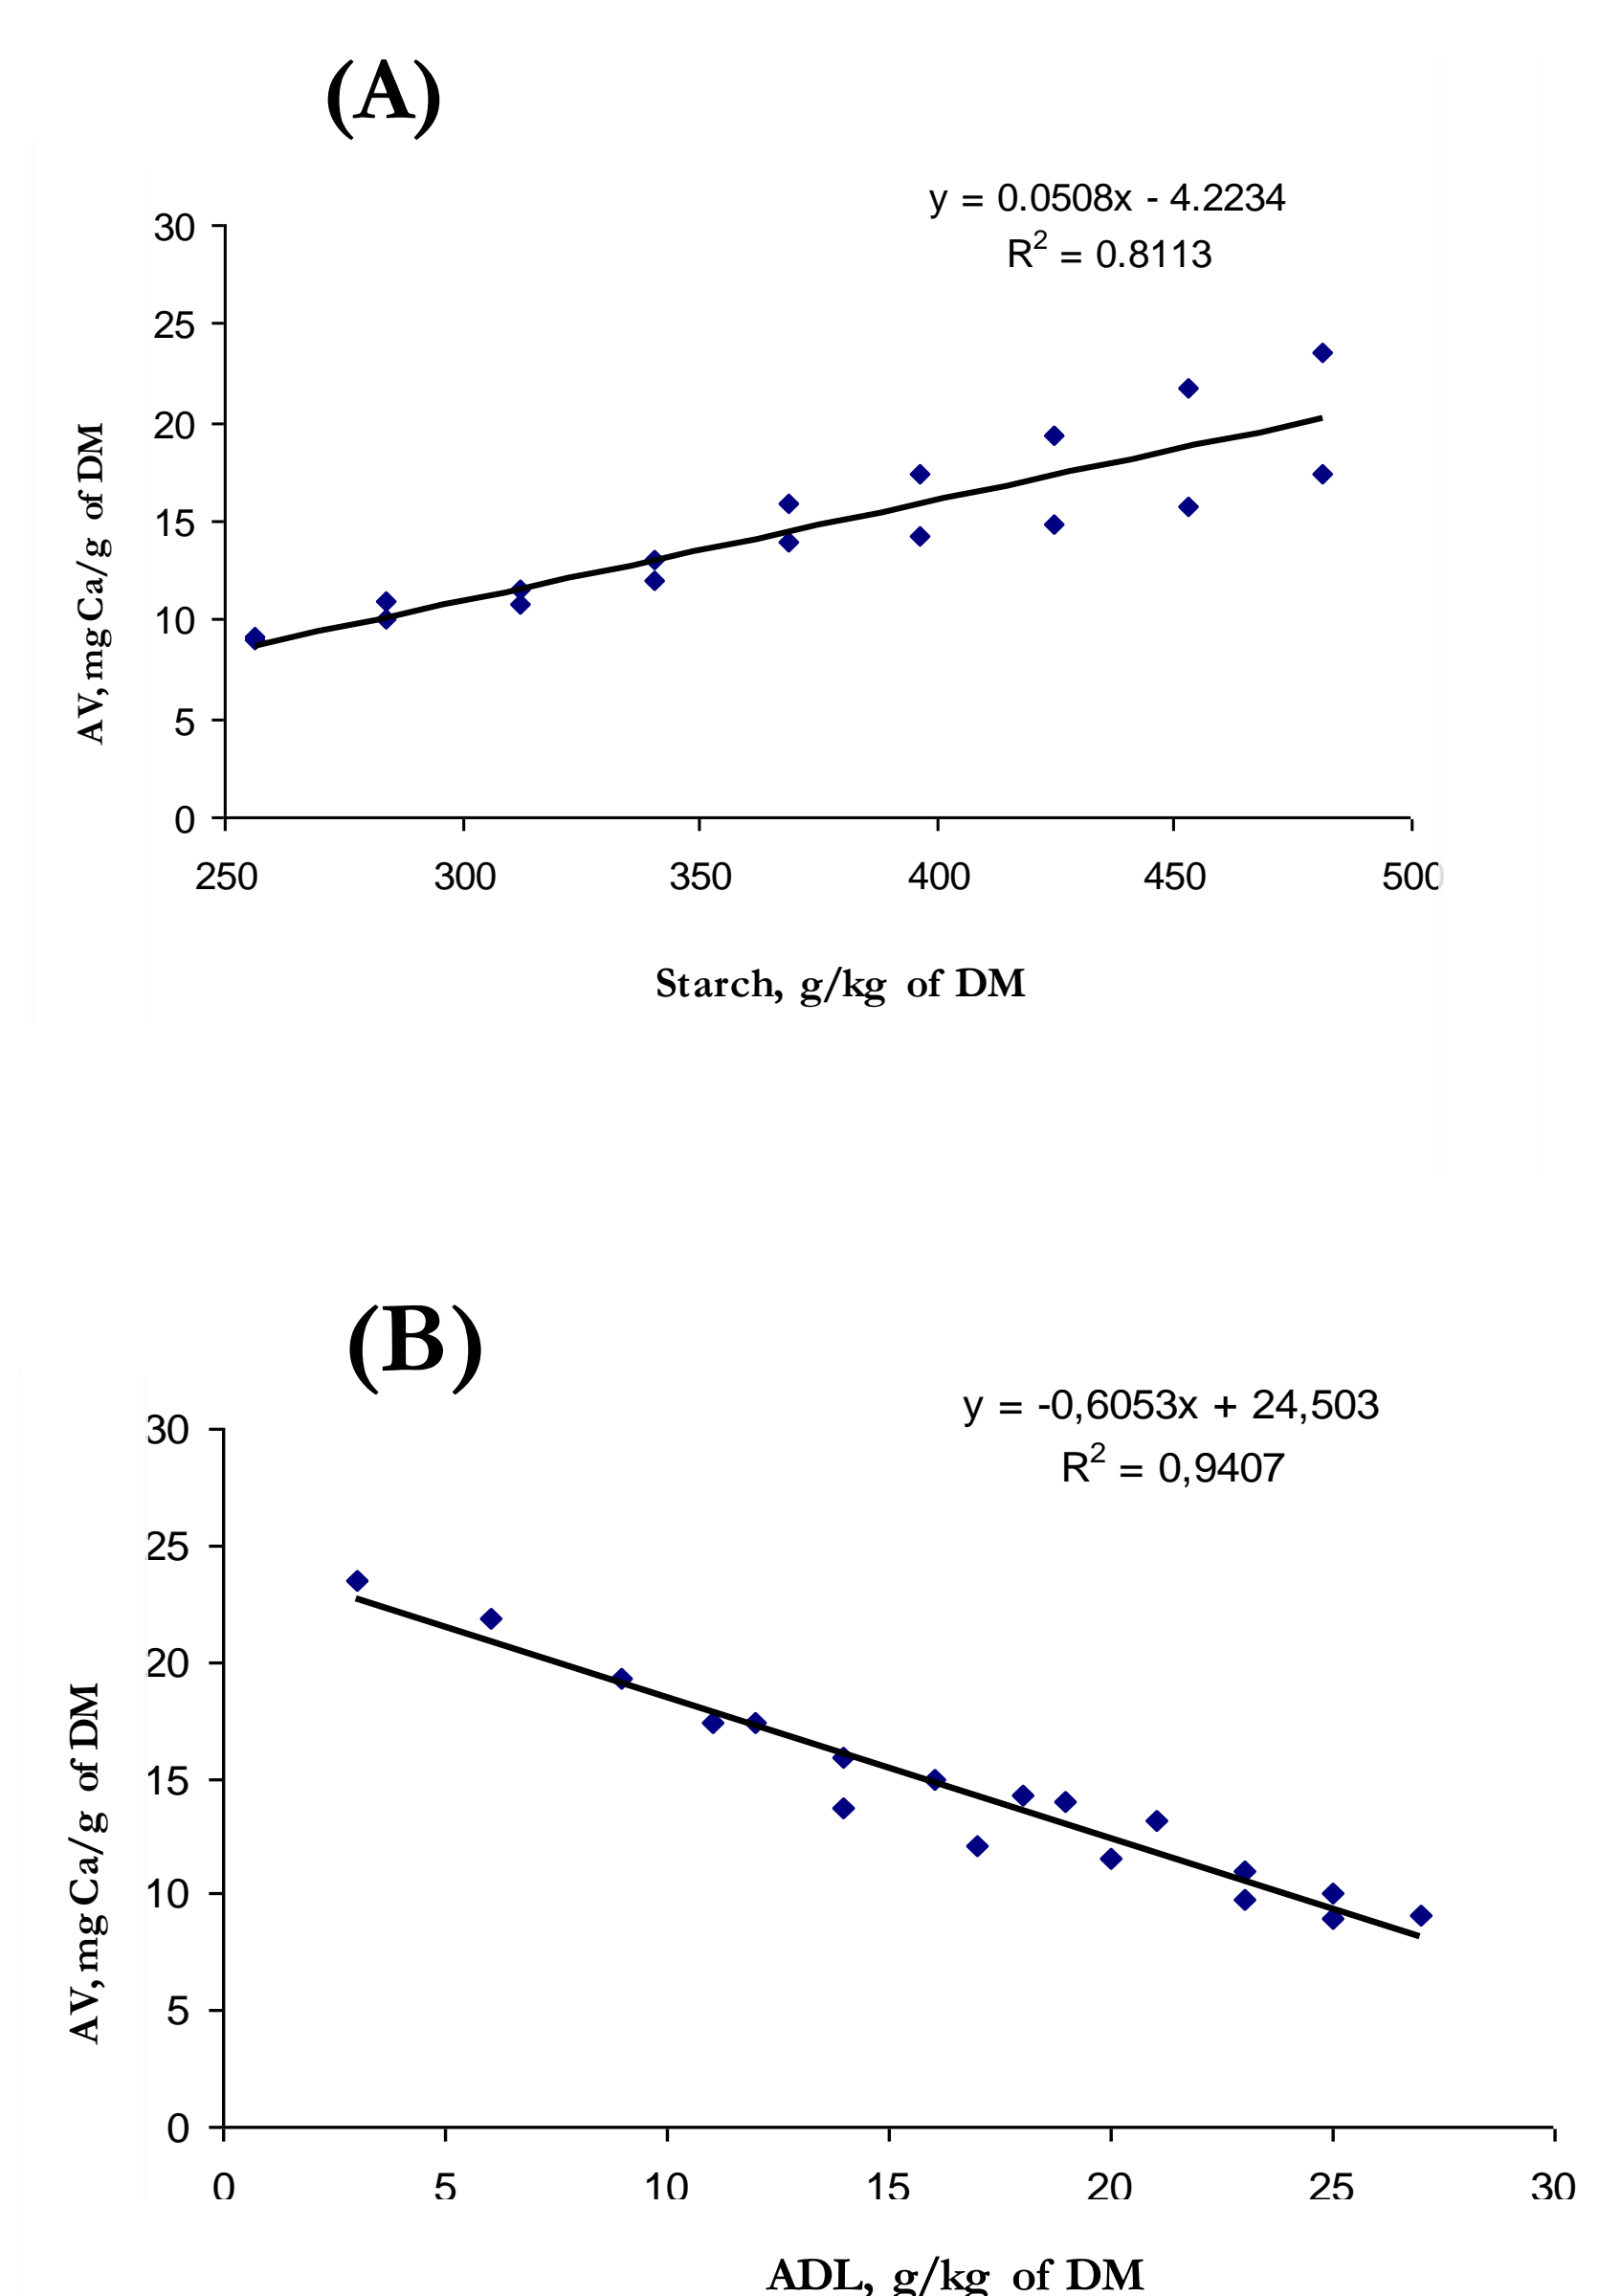 (A)
y = 0.0508x - 4.2234
R² = 0.8113
30
25
20
15
10
5
0
AV, mg Ca/g of DM
250 300 350 400 450 500
Starch, g/kg of DM
(B)
y = -0,6053x + 24,503
R² = 0,9407
30
25
20
15
10
5
0
AV, mg Ca/g of DM
0 5 10 15 20 25 30
ADL, g/kg of DM